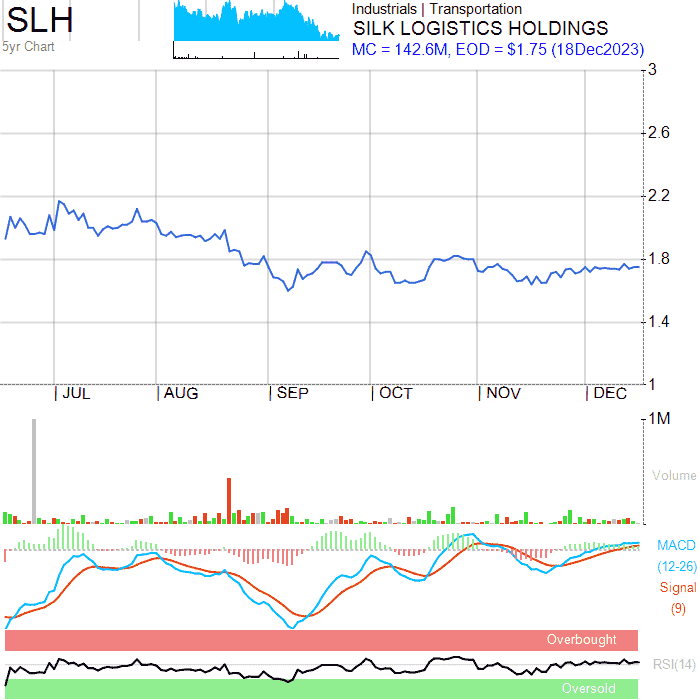 SLH
5yr Chart
Industrials | Transportation
SILK LOGISTICS HOLDINGS
MC = 142.6M, EOD = $1.75 (18Dec2023)
3
2.6
2.2
1.8
1.4
1
JUL AUG SEP OCT NOV DEC
1M
Volume
MACD
(12-26)
Signal
(9)
Overbought
RSI(14)
Oversold